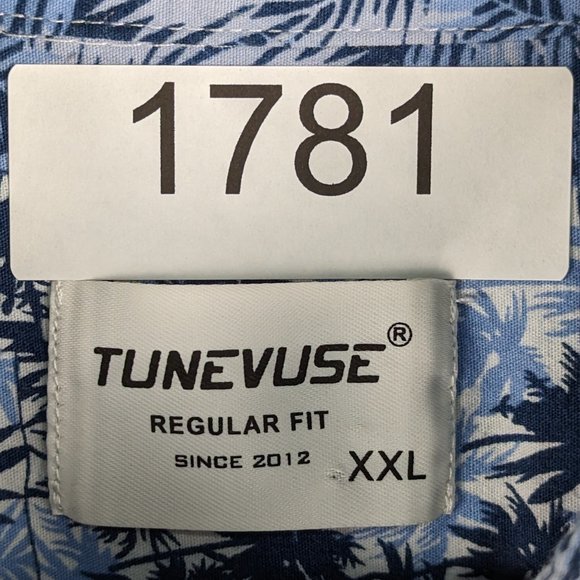 1781
TUNEVUSE®
REGULAR FIT
SINCE 2012
XXL